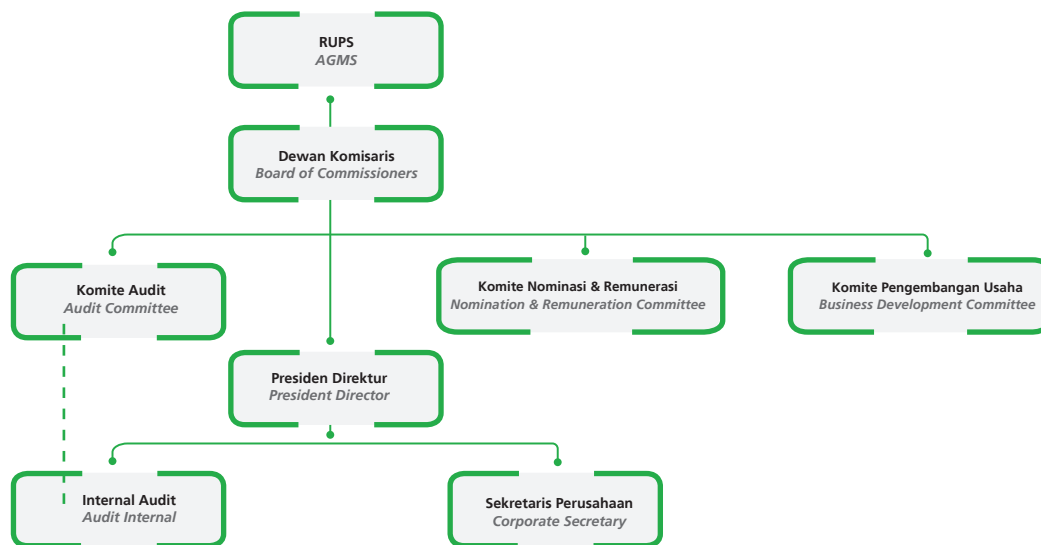 RUPS
AGMS
Dewan Komisaris
Board of Commissioners
Komite Audit
Audit Committee
Komite Nominasi & Remunerasi
Nomination & Remuneration Committee
Komite Pengembangan Usaha
Business Development Committee
Presiden Direktur
President Director
Internal Audit
Audit Internal
Sekretaris Perusahaan
Corporate Secretary